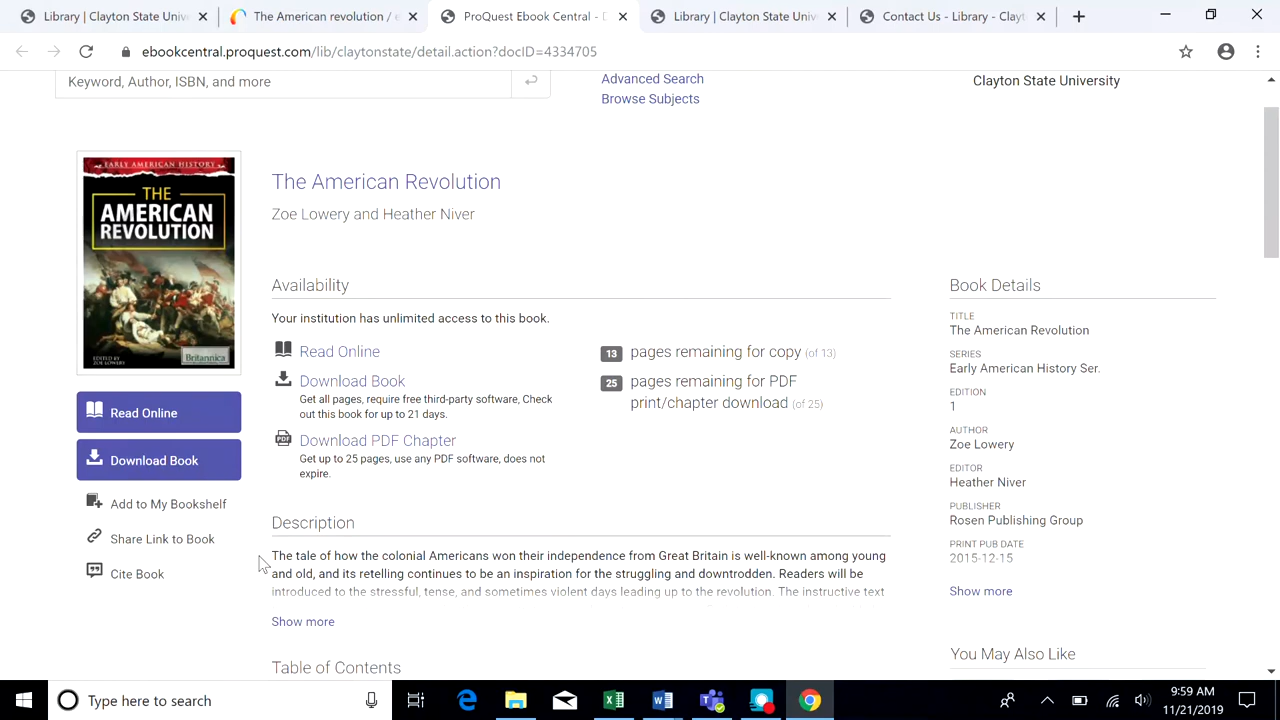 Library | Clayton State Univ
The American revolution /
ProQuest Ebook Central - D
Library | Clayton State Univ
Contact Us - Library - Clayt
ebookcentral.proquest.com/lib/claytonstate/detail.action?docID=4334705
Keyword, Author, ISBN, and more
Advanced Search
Browse Subjects
Clayton State University
EARLY AMERICAN HISTORY
THE
AMERICAN
REVOLUTION
EDITED BY
ZOE LOWERY
Britannica
Read Online
Download Book
Add to My Bookshelf
Share Link to Book
Cite Book
The American Revolution
Zoe Lowery and Heather Niver
Availability
Your institution has unlimited access to this book.
Read Online
Download Book
Get all pages, require free third-party software, Check
out this book for up to 21 days.
PDF
Download PDF Chapter
Get up to 25 pages, use any PDF software, does not
expire.
13 pages remaining for copy (of 13)
25 pages remaining for PDF
print/chapter download (of 25)
Description
The tale of how the colonial Americans won their independence from Great Britain is well-known among young
and old, and its retelling continues to be an inspiration for the struggling and downtrodden. Readers will be
introduced to the stressful, tense, and sometimes violent days leading up to the revolution. The instructive text
Show more
Table of Contents
Book Details
TITLE
The American Revolution
SERIES
Early American History Ser.
EDITION
1
AUTHOR
Zoe Lowery
EDITOR
Heather Niver
PUBLISHER
Rosen Publishing Group
PRINT PUB DATE
2015-12-15
Show more
You May Also Like
Type here to search
9:59 AM
11/21/2019